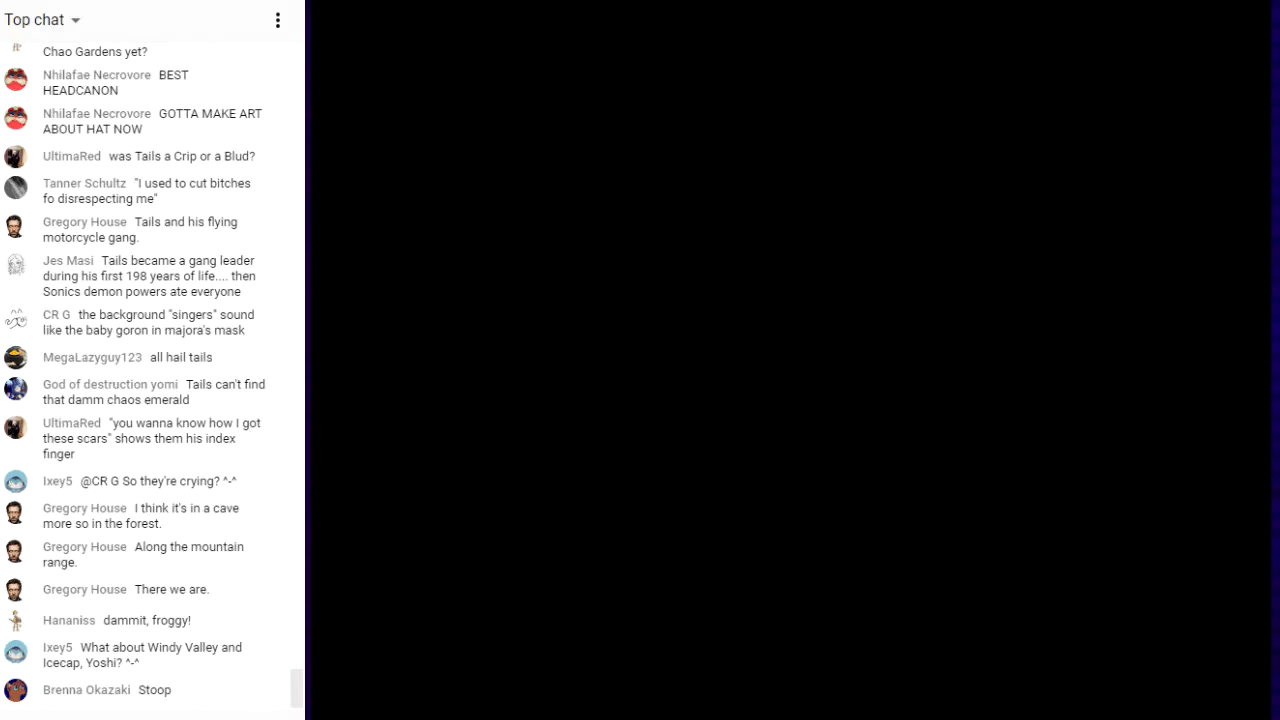 Top chat
Chao Gardens yet?
Nhilafae Necrovore BEST
HEADCANON
Nhilafae Necrovore GOTTA MAKE ART
ABOUT HAT NOW
UltimaRed was Tails a Crip or a Blud?
Tanner Schultz "I used to cut bitches
fo disrespecting me"
Gregory House Tails and his flying
motorcycle gang.
Jes Masi Tails became a gang leader
during his first 198 years of life.... then
Sonics demon powers ate everyone
CR G the background "singers" sound
like the baby goron in majora's mask
MegaLazyguy123 all hail tails
God of destruction yomi Tails can't find
that damm chaos emerald
UltimaRed "you wanna know how I got
these scars" shows them his index
finger
Ixey5 @CR G So they're crying? ^-^
Gregory House I think it's in a cave
more so in the forest.
Gregory House Along the mountain
range.
Gregory House There we are.
Hananiss dammit, froggy!
Ixey5 What about Windy Valley and
Icecap, Yoshi? ^-^
Brenna Okazaki Stoop